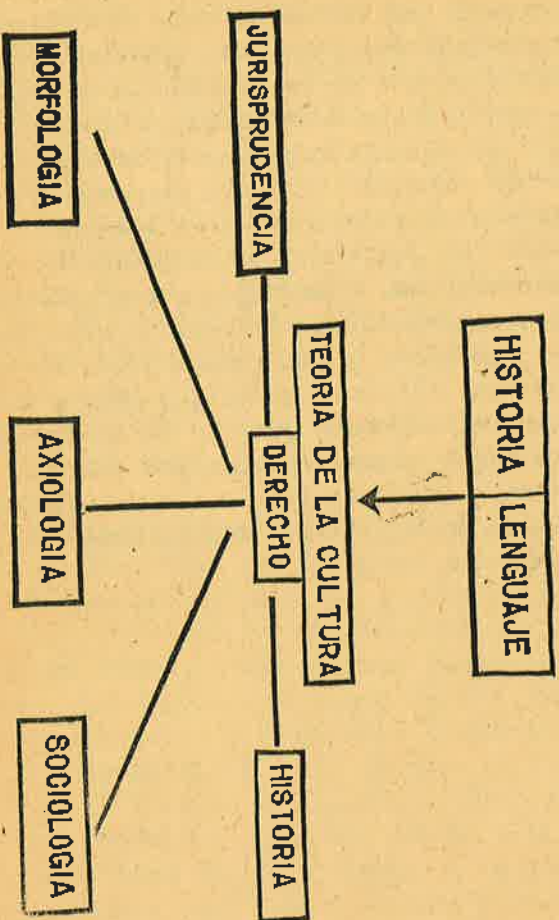 HISTORIA LENGUAJE
TEORIA DE LA CULTURA
JURISPRUDENCIA DERECHO HISTORIA
MORFOLOGIA AXIOLOGIA SOCIOLOGIA